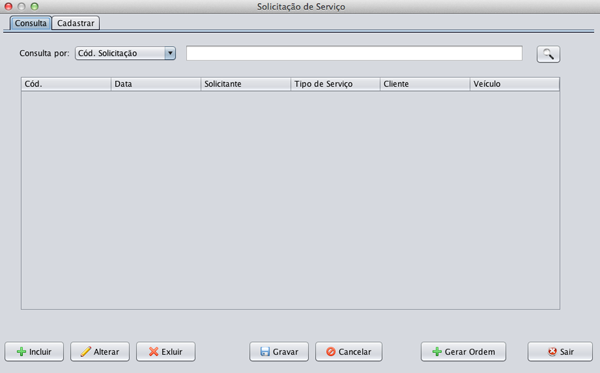 Solicitação de Serviço
Consulta Cadastrar
Consulta por: Cód. Solicitação
Cód. Data Solicitante Tipo de Serviço Cliente Veículo
Incluir Alterar Exluir Gravar Cancelar Gerar Ordem Sair